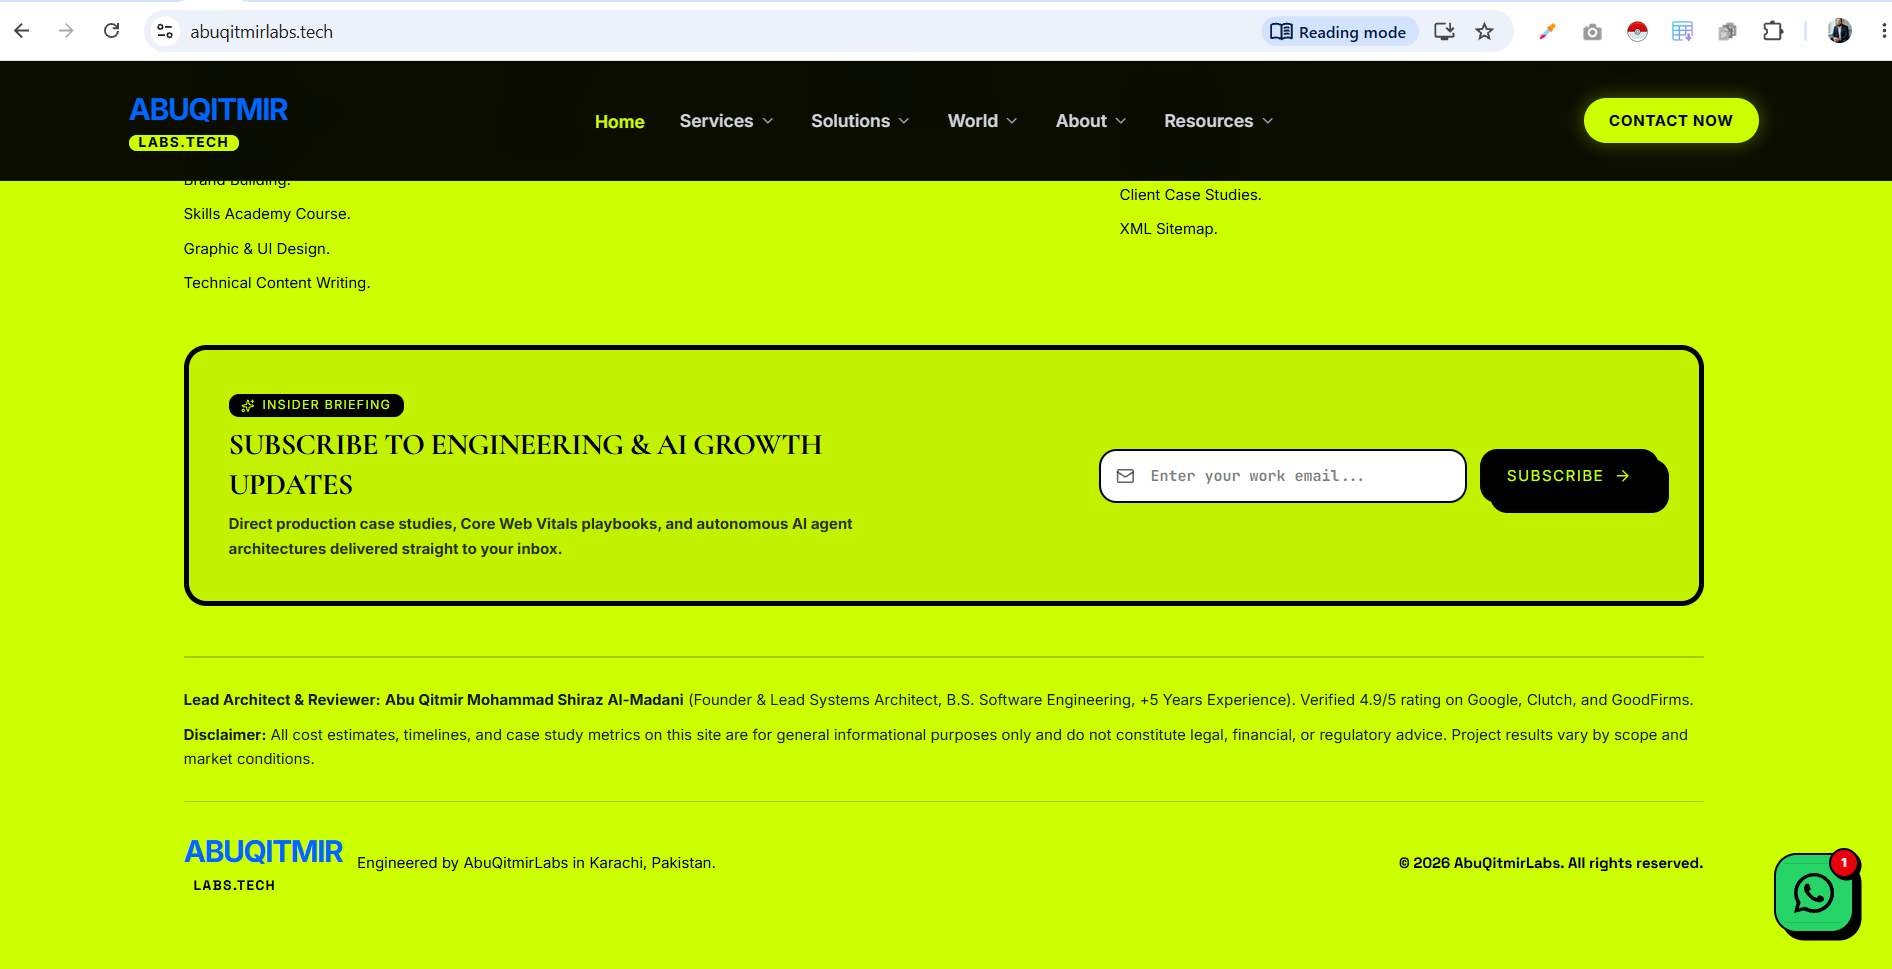 abuqitmirlabs.tech
Reading mode
ABUQITMIR
LABS.TECH
Home
Services
Solutions
World
About
Resources
CONTACT NOW
Brand Building.
Skills Academy Course.
Graphic & UI Design.
Technical Content Writing.
Client Case Studies.
XML Sitemap.
INSIDER BRIEFING
SUBSCRIBE TO ENGINEERING & AI GROWTH
UPDATES
Direct production case studies, Core Web Vitals playbooks, and autonomous AI agent
architectures delivered straight to your inbox.
Enter your work email...
SUBSCRIBE →
Lead Architect & Reviewer: Abu Qitmir Mohammad Shiraz Al-Madani (Founder & Lead Systems Architect, B.S. Software Engineering, +5 Years Experience). Verified 4.9/5 rating on Google, Clutch, and GoodFirms.
Disclaimer: All cost estimates, timelines, and case study metrics on this site are for general informational purposes only and do not constitute legal, financial, or regulatory advice. Project results vary by scope and
market conditions.
ABUQITMIR
LABS.TECH
Engineered by AbuQitmirLabs in Karachi, Pakistan.
© 2026 AbuQitmirLabs. All rights reserved.
1